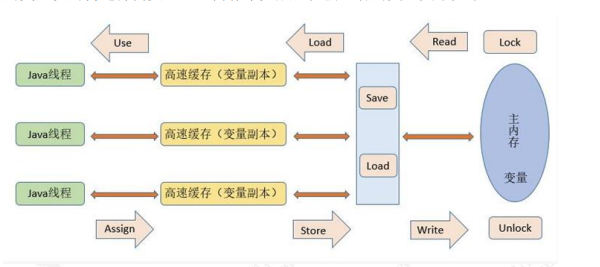 Use
Load
Read
Lock
Java线程
高速缓存（变量副本）
Save
Java线程
高速缓存（变量副本）
主内存
Load
变量
Java线程
高速缓存（变量副本）
Assign
Store
Write
Unlock